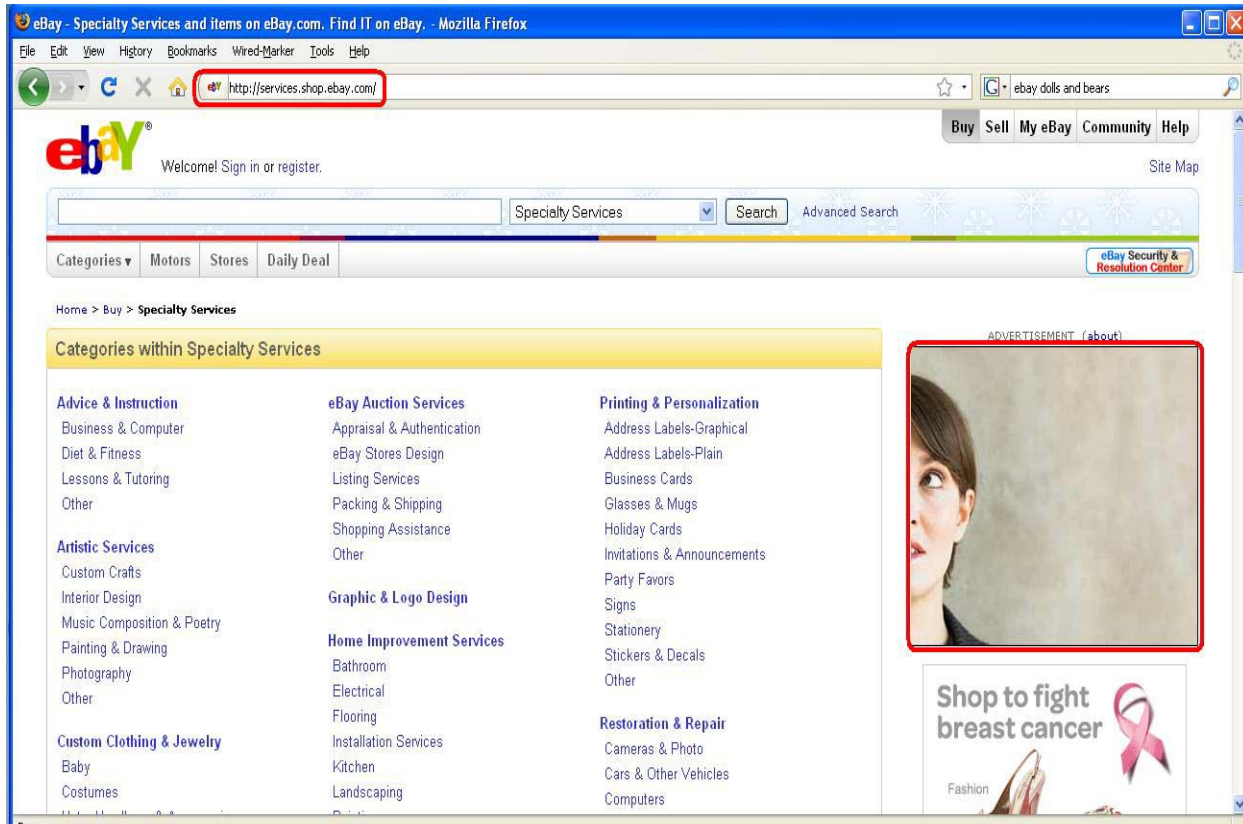 eBay - Specialty Services and items on eBay.com. Find IT on eBay. - Mozilla Firefox
File Edit View History Bookmarks Wired-Marker Tools Help
http://services.shop.ebay.com/
ebay dolls and bears
ebY
ebaY®
Welcome! Sign in or register.
Buy Sell My eBay Community Help
Site Map
Specialty Services
Search
Advanced Search
Categories Motors Stores Daily Deal
eBay Security &
Resolution Center
Home > Buy > Specialty Services
Categories within Specialty Services
Advice & Instruction
Business & Computer
Diet & Fitness
Lessons & Tutoring
Other
Artistic Services
Custom Crafts
Interior Design
Music Composition & Poetry
Painting & Drawing
Photography
Other
Custom Clothing & Jewelry
Baby
Costumes
eBay Auction Services
Appraisal & Authentication
eBay Stores Design
Listing Services
Packing & Shipping
Shopping Assistance
Other
Graphic & Logo Design
Home Improvement Services
Bathroom
Electrical
Flooring
Installation Services
Kitchen
Landscaping
Printing & Personalization
Address Labels-Graphical
Address Labels-Plain
Business Cards
Glasses & Mugs
Holiday Cards
Invitations & Announcements
Party Favors
Signs
Stationery
Stickers & Decals
Other
Restoration & Repair
Cameras & Photo
Cars & Other Vehicles
Computers
ADVERTISEMENT (about)
Shop to fight
breast cancer
Fashion